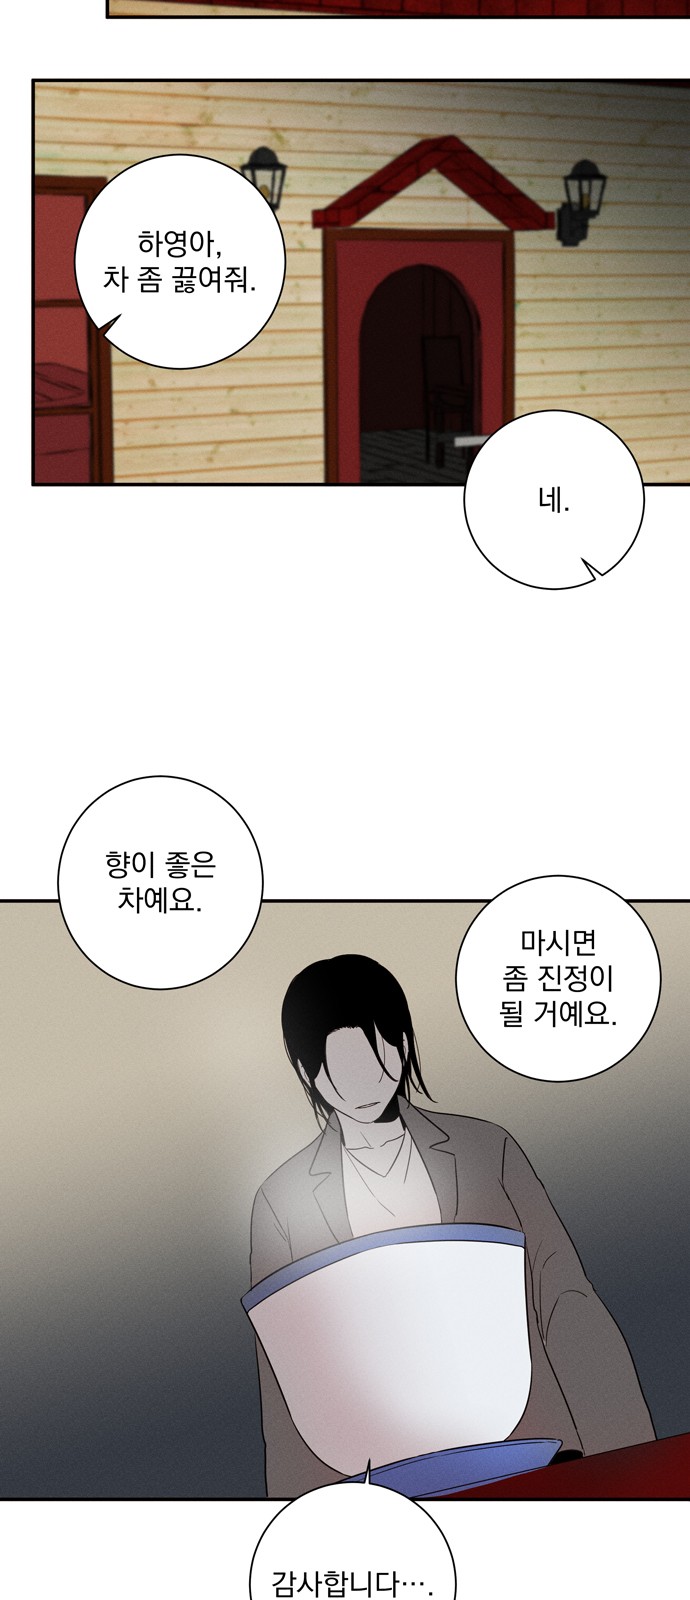 하영아,
차 좀 끓여줘.
네.
향이 좋은
차예요.
마시면
좀 진정이
될 거예요.
감사합니다….